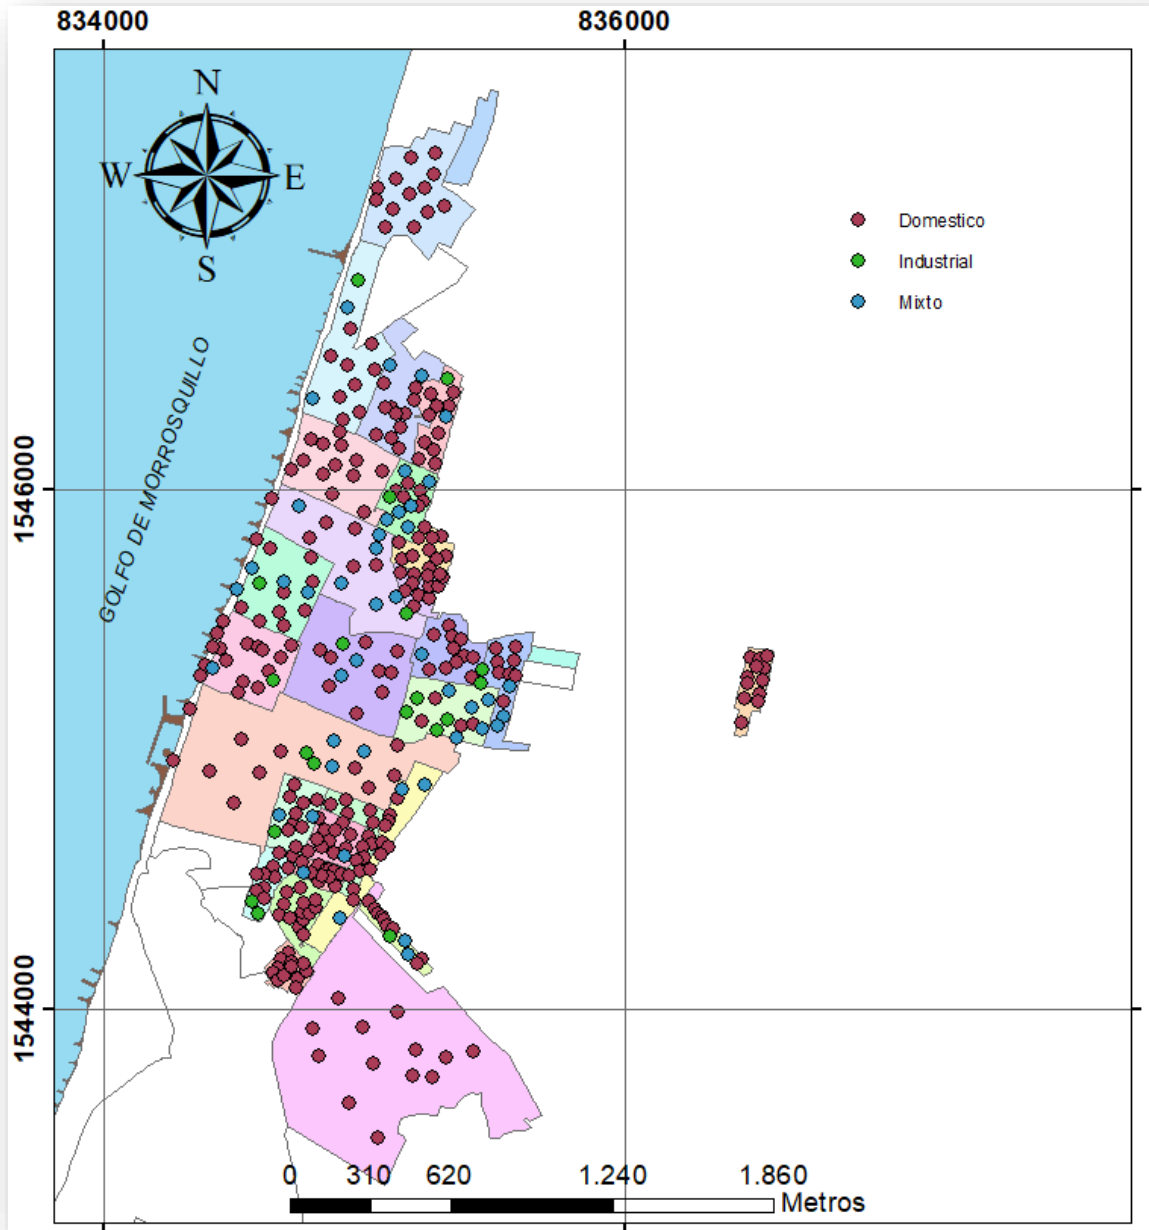 834000 836000
N
W E
S
Domestico
Industrial
Mixto
GOLFO DE MORROSQUILLO
1546000
1544000
0 310 620 1.240 1.860
Metros